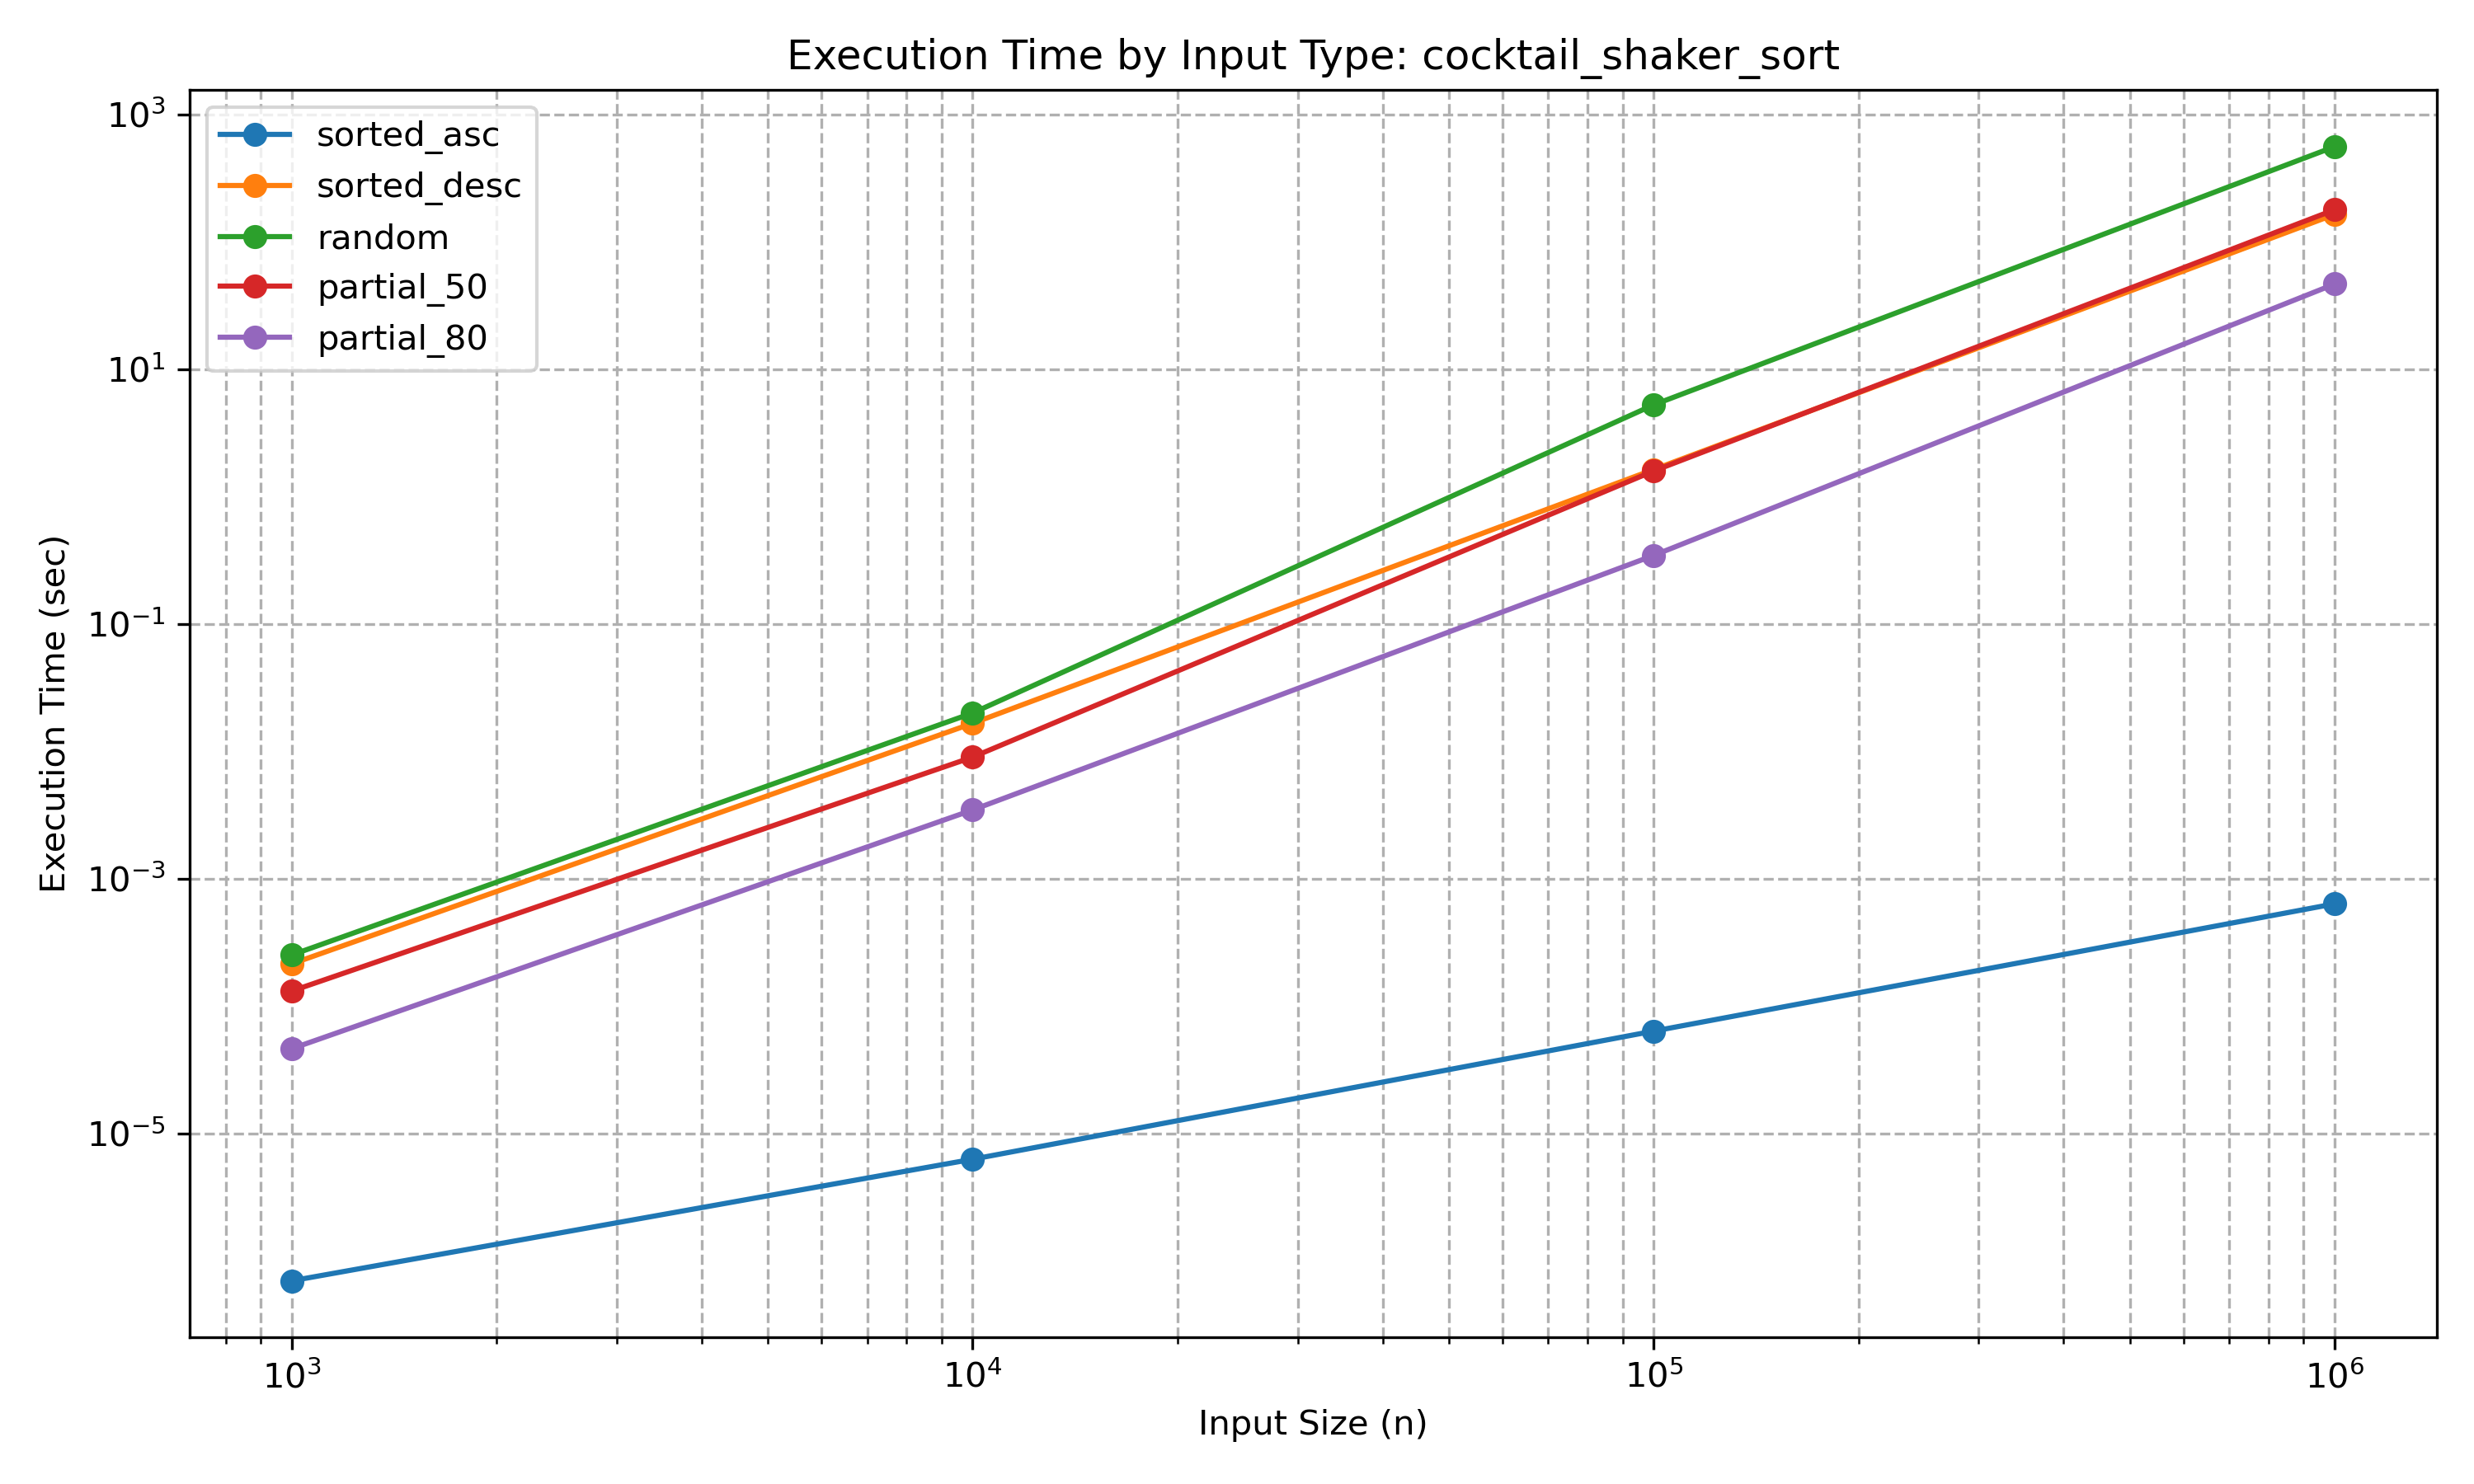 Execution Time by Input Type: cocktail_shaker_sort
sorted_asc
sorted_desc
random
partial_50
partial_80
Execution Time (sec)
10³
10¹
10⁻¹
10⁻³
10⁻⁵
10³ 10⁴ 10⁵ 10⁶
Input Size (n)